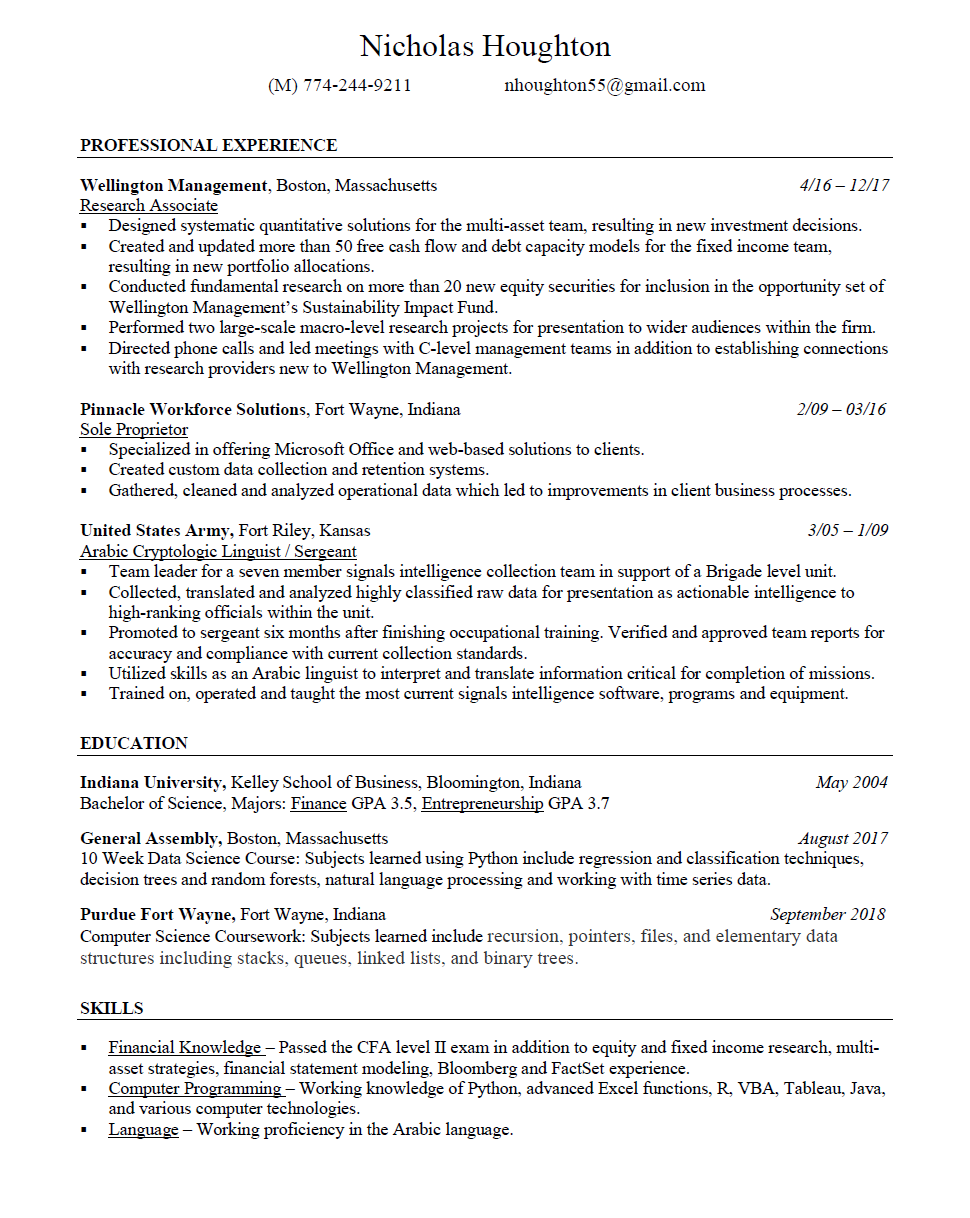 Nicholas Houghton
(M) 774-244-9211 nhoughton55@gmail.com
PROFESSIONAL EXPERIENCE
Wellington Management, Boston, Massachusetts 4/16 – 12/17
Research Associate
▪ Designed systematic quantitative solutions for the multi-asset team, resulting in new investment decisions.
▪ Created and updated more than 50 free cash flow and debt capacity models for the fixed income team,
resulting in new portfolio allocations.
▪ Conducted fundamental research on more than 20 new equity securities for inclusion in the opportunity set of
Wellington Management’s Sustainability Impact Fund.
▪ Performed two large-scale macro-level research projects for presentation to wider audiences within the firm.
▪ Directed phone calls and led meetings with C-level management teams in addition to establishing connections
with research providers new to Wellington Management.
Pinnacle Workforce Solutions, Fort Wayne, Indiana 2/09 – 03/16
Sole Proprietor
▪ Specialized in offering Microsoft Office and web-based solutions to clients.
▪ Created custom data collection and retention systems.
▪ Gathered, cleaned and analyzed operational data which led to improvements in client business processes.
United States Army, Fort Riley, Kansas 3/05 – 1/09
Arabic Cryptologic Linguist / Sergeant
▪ Team leader for a seven member signals intelligence collection team in support of a Brigade level unit.
▪ Collected, translated and analyzed highly classified raw data for presentation as actionable intelligence to
high-ranking officials within the unit.
▪ Promoted to sergeant six months after finishing occupational training. Verified and approved team reports for
accuracy and compliance with current collection standards.
▪ Utilized skills as an Arabic linguist to interpret and translate information critical for completion of missions.
▪ Trained on, operated and taught the most current signals intelligence software, programs and equipment.
EDUCATION
Indiana University, Kelley School of Business, Bloomington, Indiana May 2004
Bachelor of Science, Majors: Finance GPA 3.5, Entrepreneurship GPA 3.7
General Assembly, Boston, Massachusetts August 2017
10 Week Data Science Course: Subjects learned using Python include regression and classification techniques,
decision trees and random forests, natural language processing and working with time series data.
Purdue Fort Wayne, Fort Wayne, Indiana September 2018
Computer Science Coursework: Subjects learned include recursion, pointers, files, and elementary data
structures including stacks, queues, linked lists, and binary trees.
SKILLS
▪ Financial Knowledge – Passed the CFA level II exam in addition to equity and fixed income research, multi-
asset strategies, financial statement modeling, Bloomberg and FactSet experience.
▪ Computer Programming – Working knowledge of Python, advanced Excel functions, R, VBA, Tableau, Java,
and various computer technologies.
▪ Language – Working proficiency in the Arabic language.